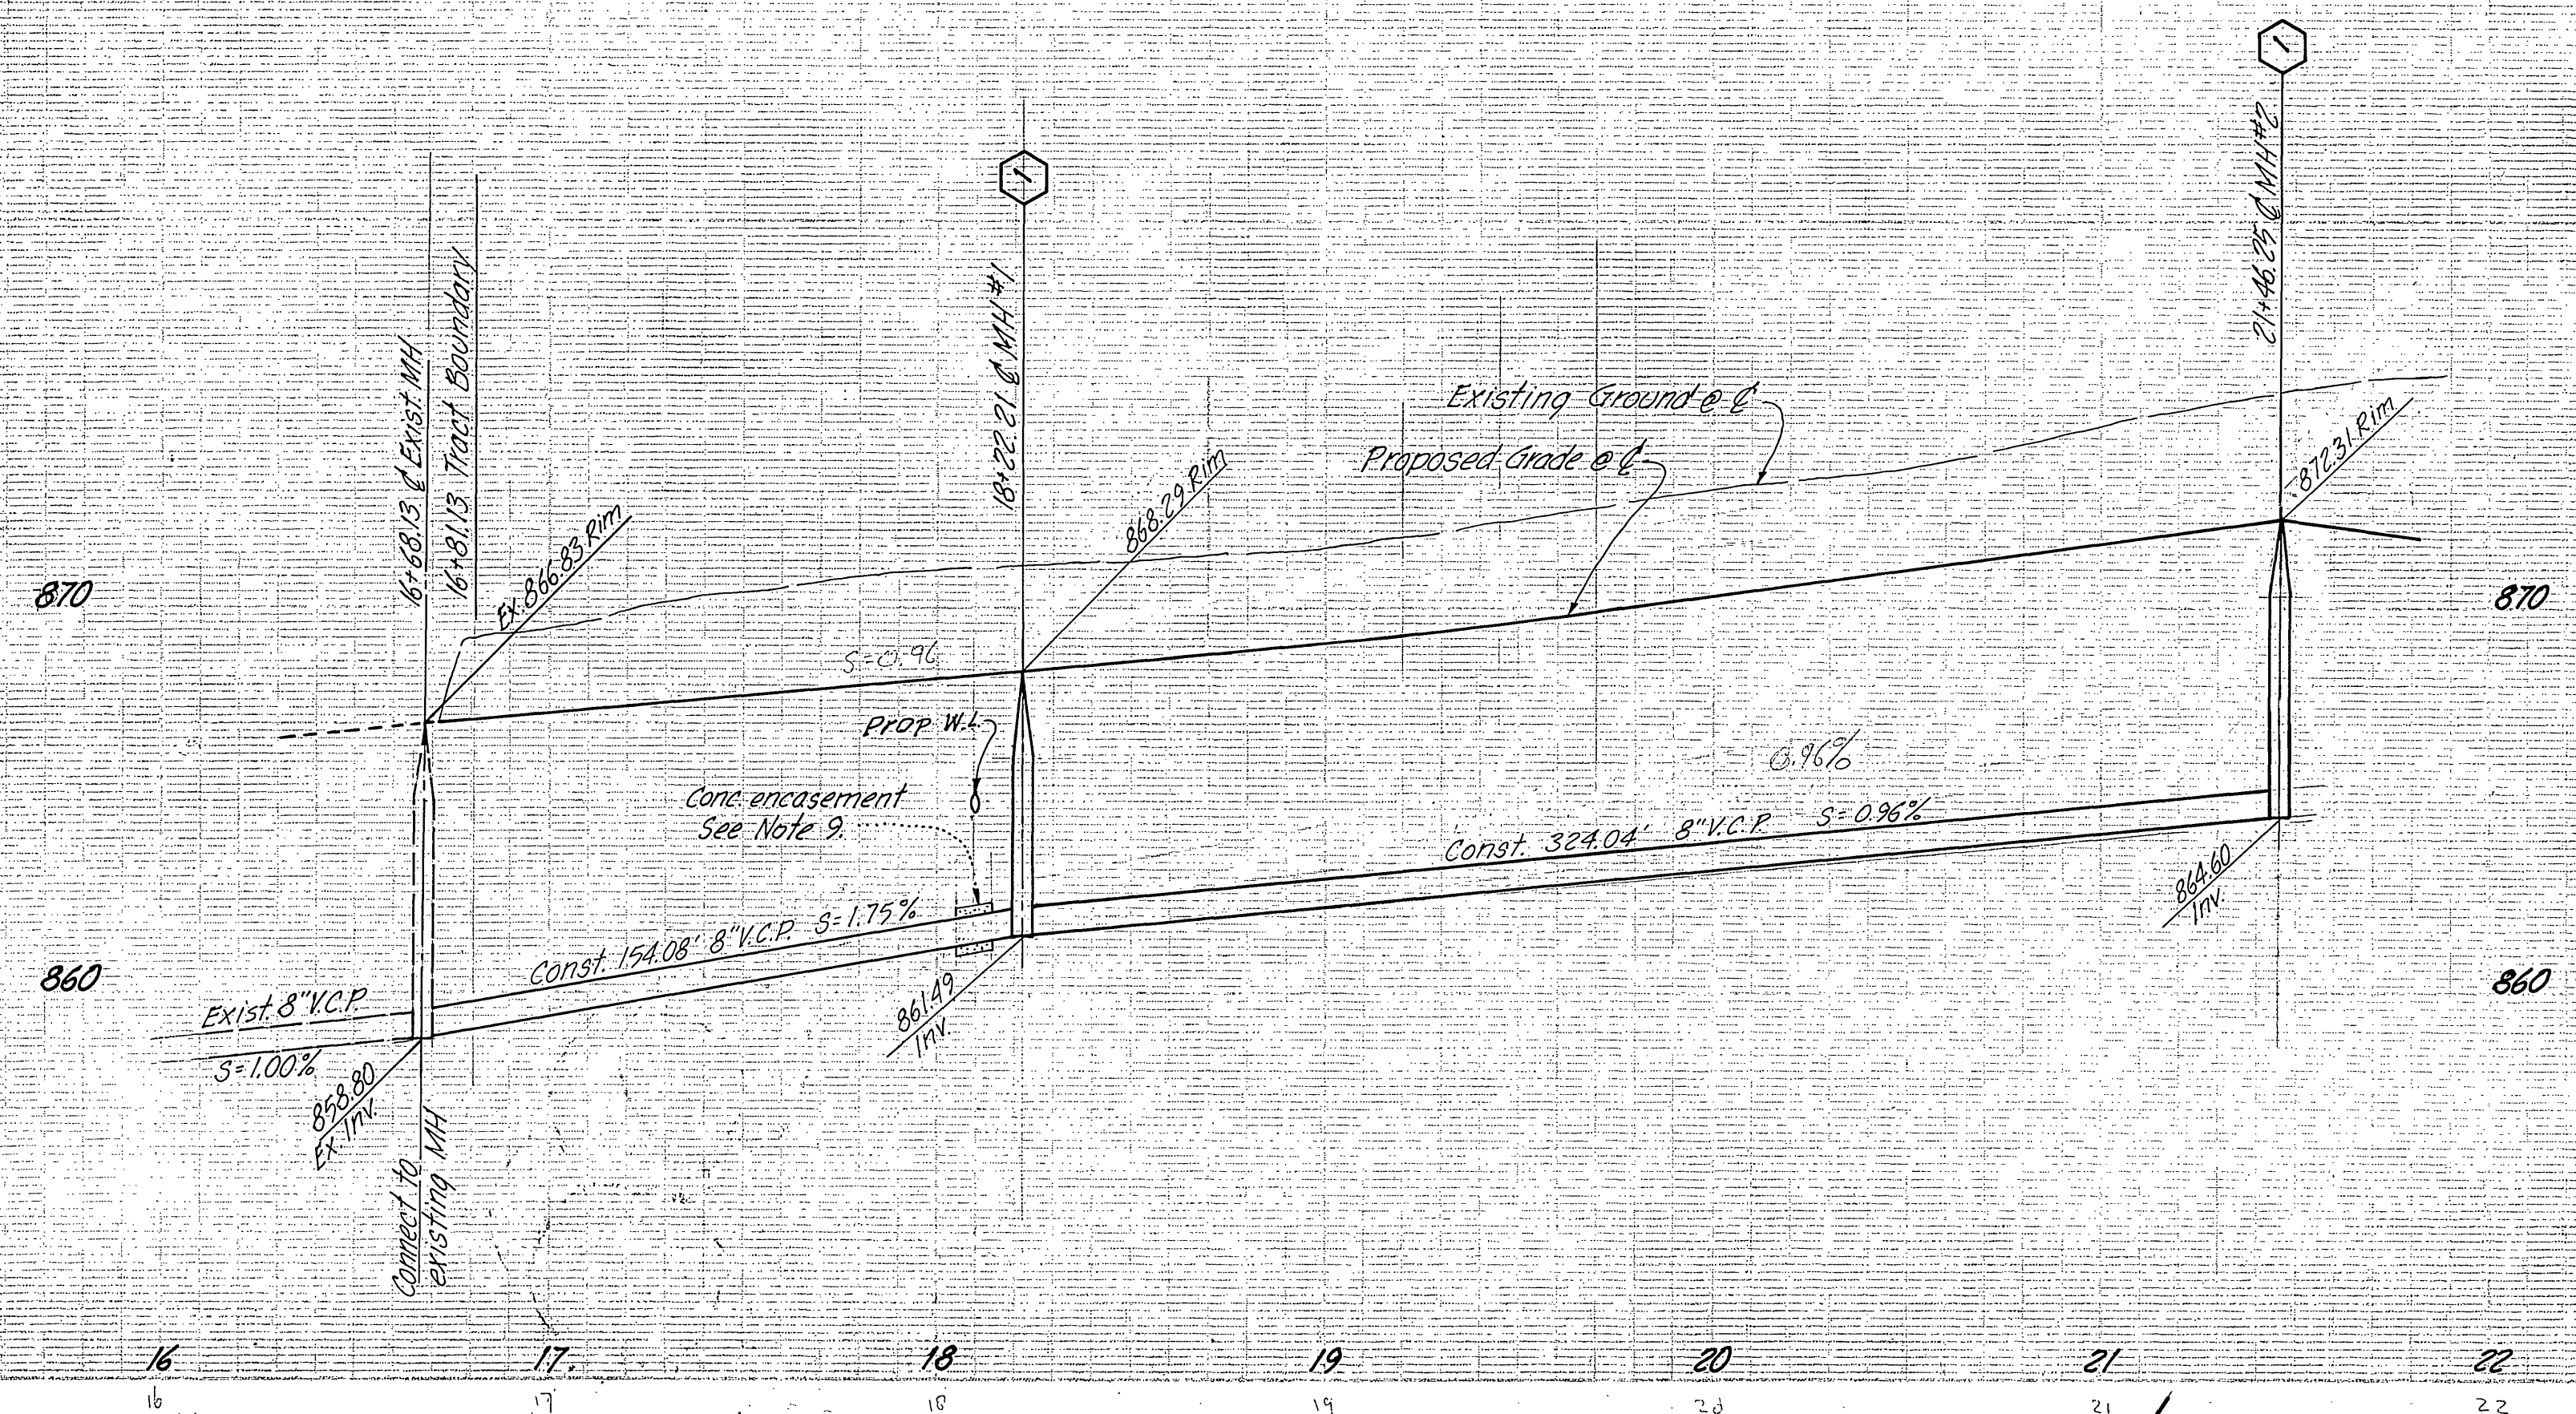 1
1
21+46.25 ℄ MH #2
16+68.13 ℄ Exist. MH
16+81.13 Tract Boundary
18+22.21 ℄ MH #1
Existing Ground @ ℄
Proposed Grade @ ℄
872.31 Rim
868.29 Rim
Ex. 866.83 Rim
870
870
S=0.96
Prop W.L.
Conc encasement
See Note 9.
0.96%
Const. 324.04' 8" V.C.P. S=0.96%
864.60
Inv.
Const. 154.08' 8" V.C.P. S=1.75%
860
860
Exist. 8" V.C.P.
S=1.00%
861.49
Inv.
858.80
Ex. Inv.
Connect to
existing MH
16 17 18 19 20 21 22
16 17 18 19 20 21 22